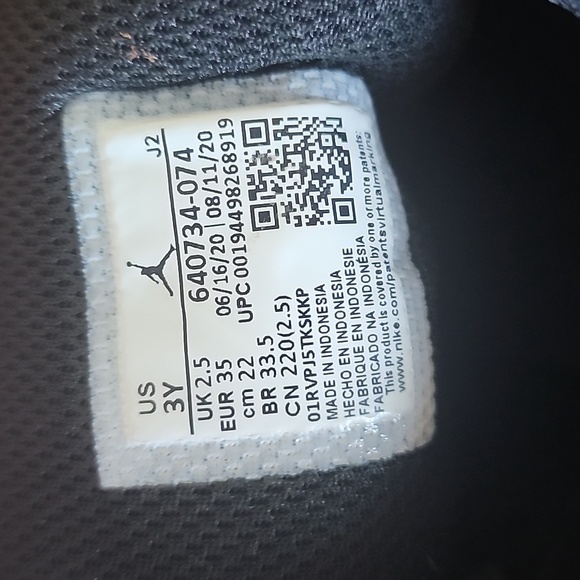 US
3Y
J2
UK 2.5
640734-074
EUR 35
06/16/20 | 08/11/20
cm 22
UPC 00194498268919
BR 33.5
CN 220(2.5)
01RVPJ5TKSKKP
MADE IN INDONESIA
HECHO EN INDONESIA
FABRIQUE EN INDONESIE
FABRICADO NA INDONÉSIA
This product is covered by one or more patents:
www.nike.com/patentsvirtualmarking